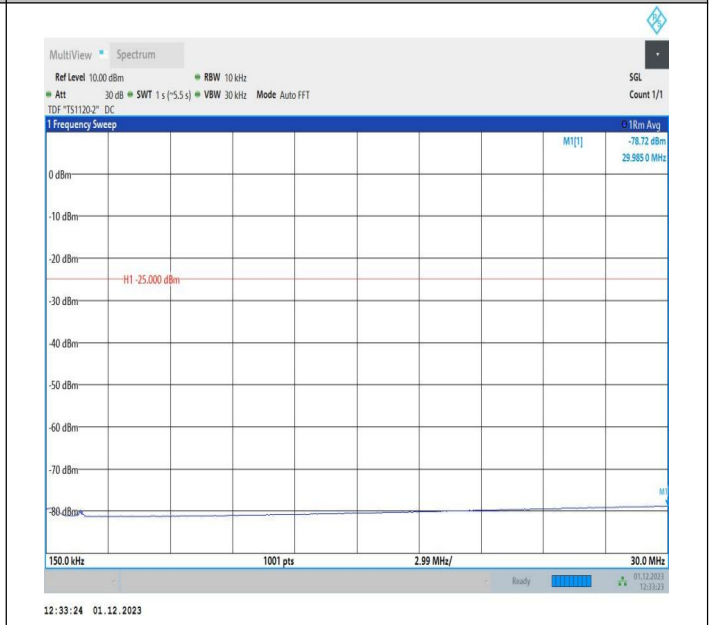 MultiView Spectrum
Ref Level 10.00 dBm RBW 10 kHz SGL
Att 30 dB SWT 1 s (~5.5 s) VBW 30 kHz Mode Auto FFT Count 1/1
TDF "TS1120-2" DC
1 Frequency Sweep 1Rm Avg
M1[1] -78.72 dBm
29.985 0 MHz
0 dBm
-10 dBm
-20 dBm
H1 -25.000 dBm
-30 dBm
-40 dBm
-50 dBm
-60 dBm
-70 dBm
M1
-80 dBm
150.0 kHz 1001 pts 2.99 MHz/ 30.0 MHz
Ready 01.12.2023
12:33:23
12:33:24 01.12.2023